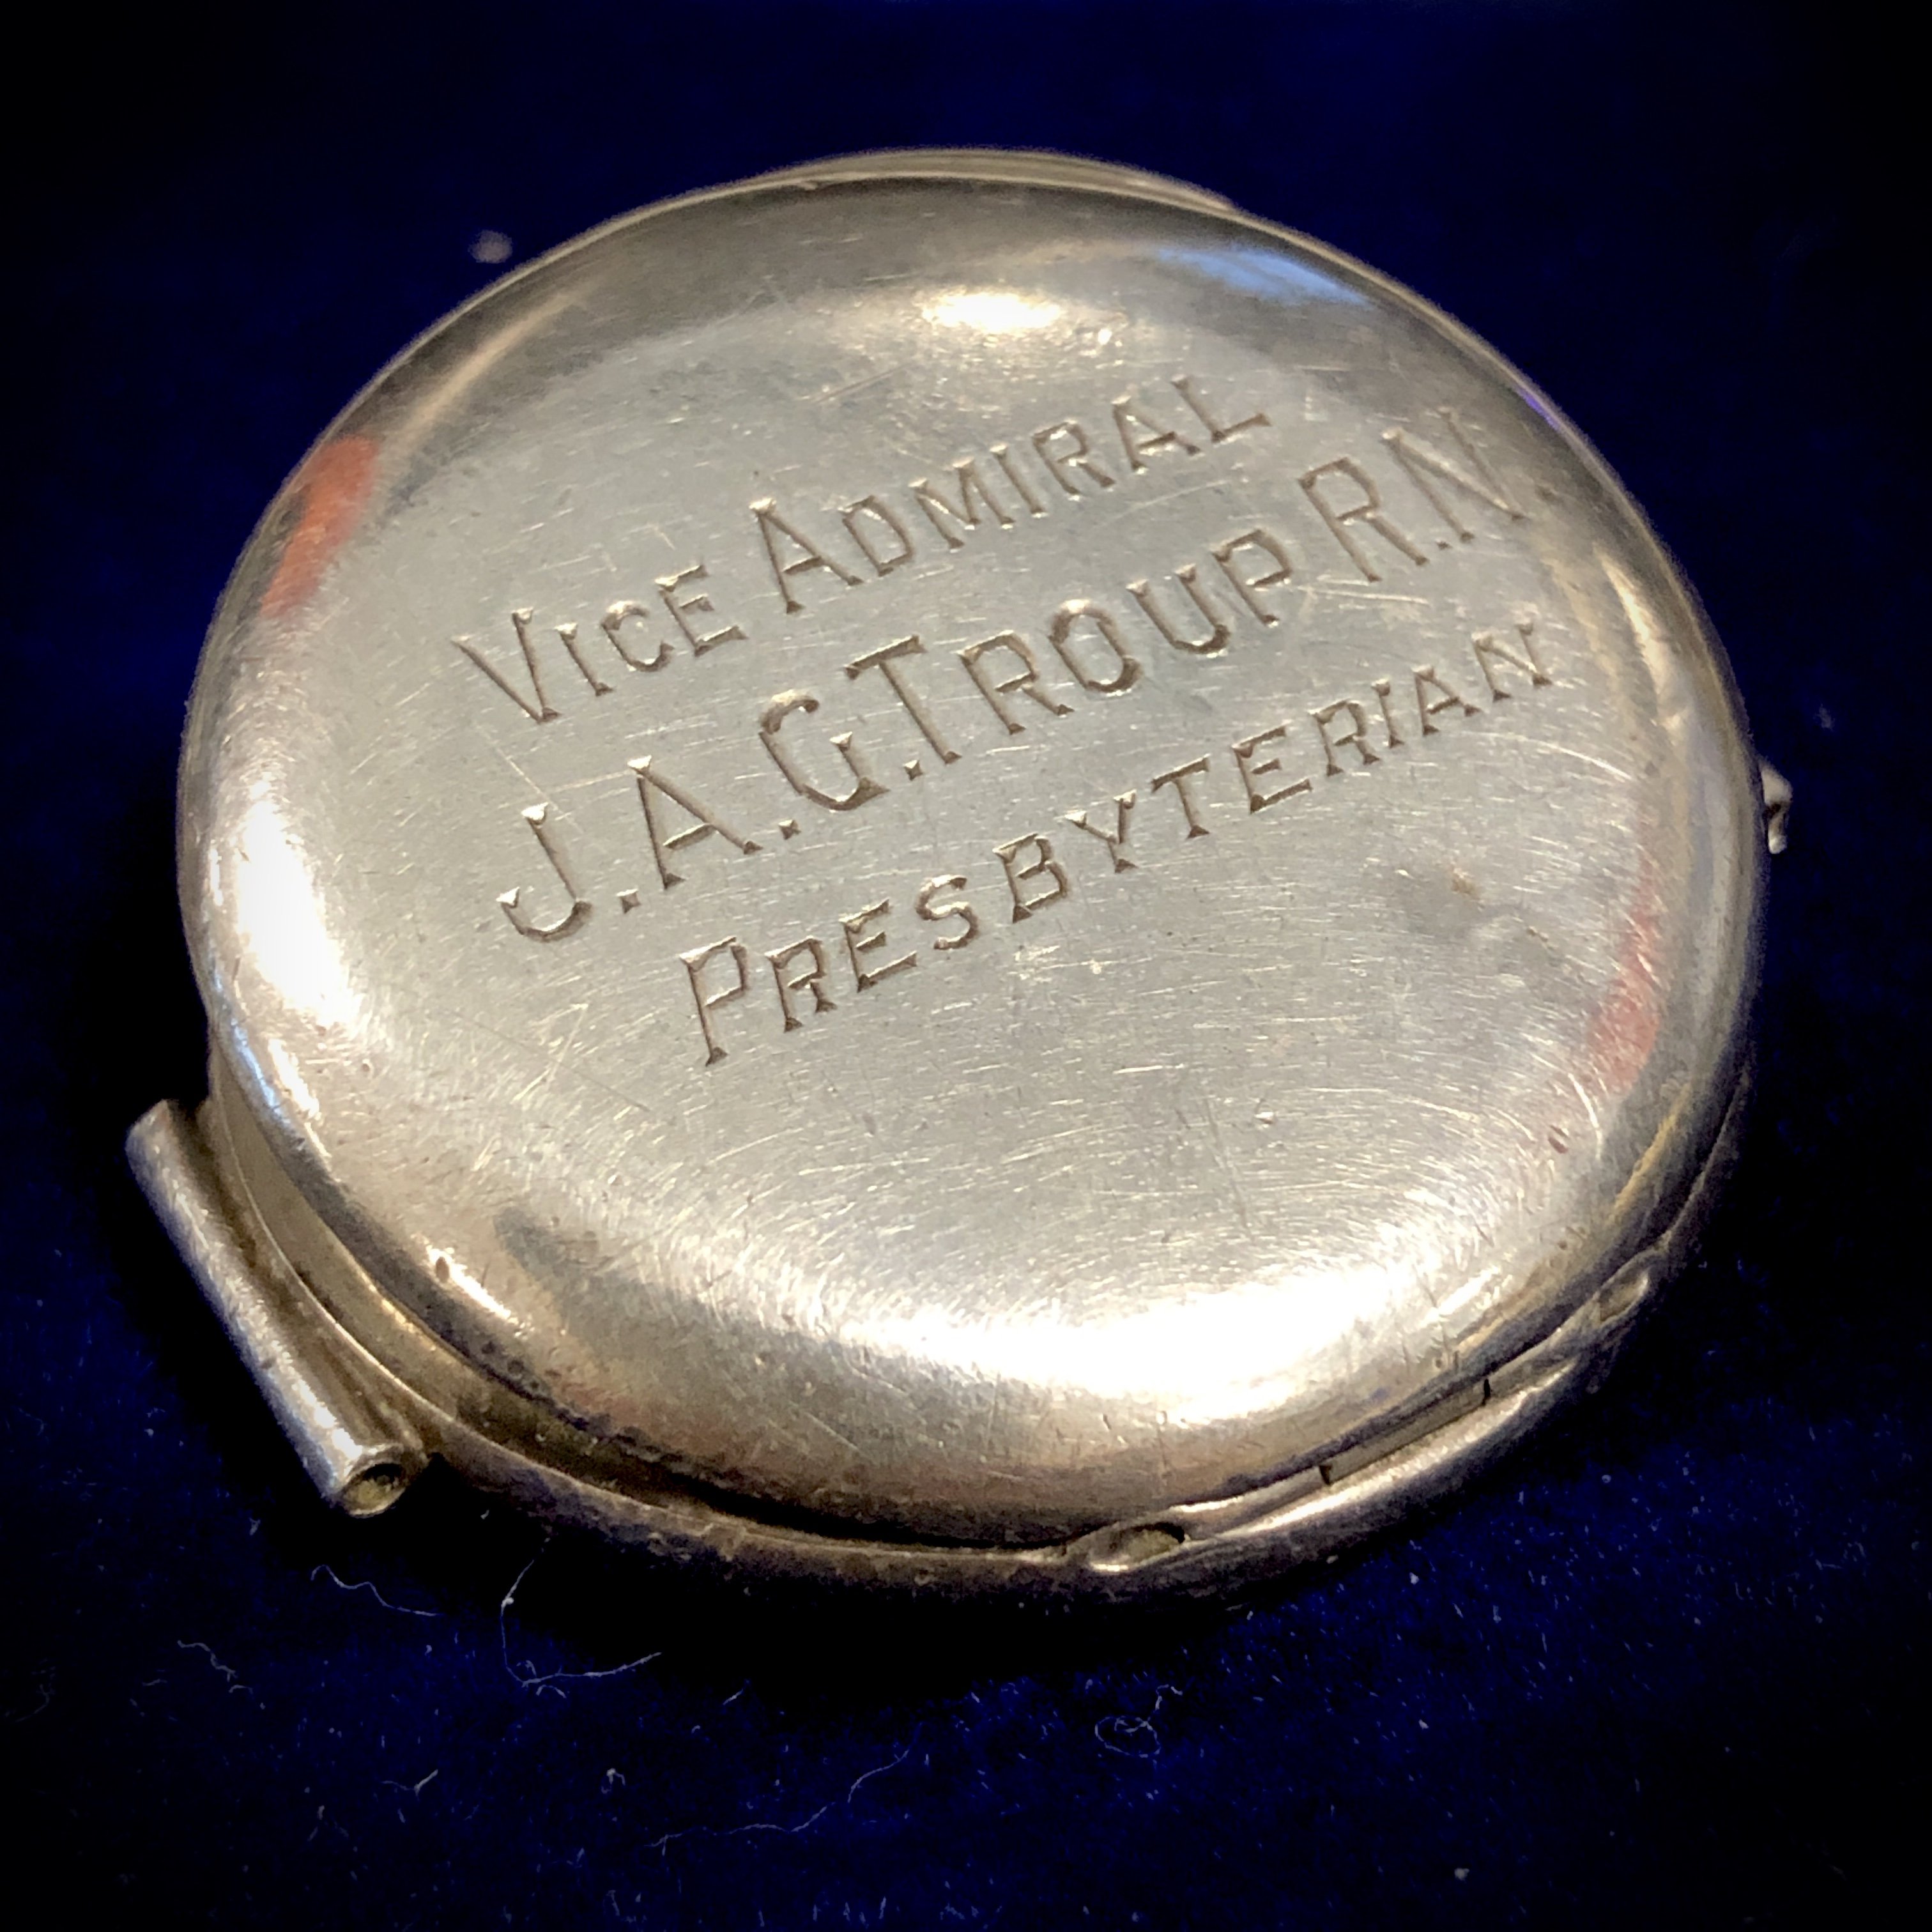 VICE ADMIRAL
J.A.G.TROUP R.N
PRESBYTERIAN